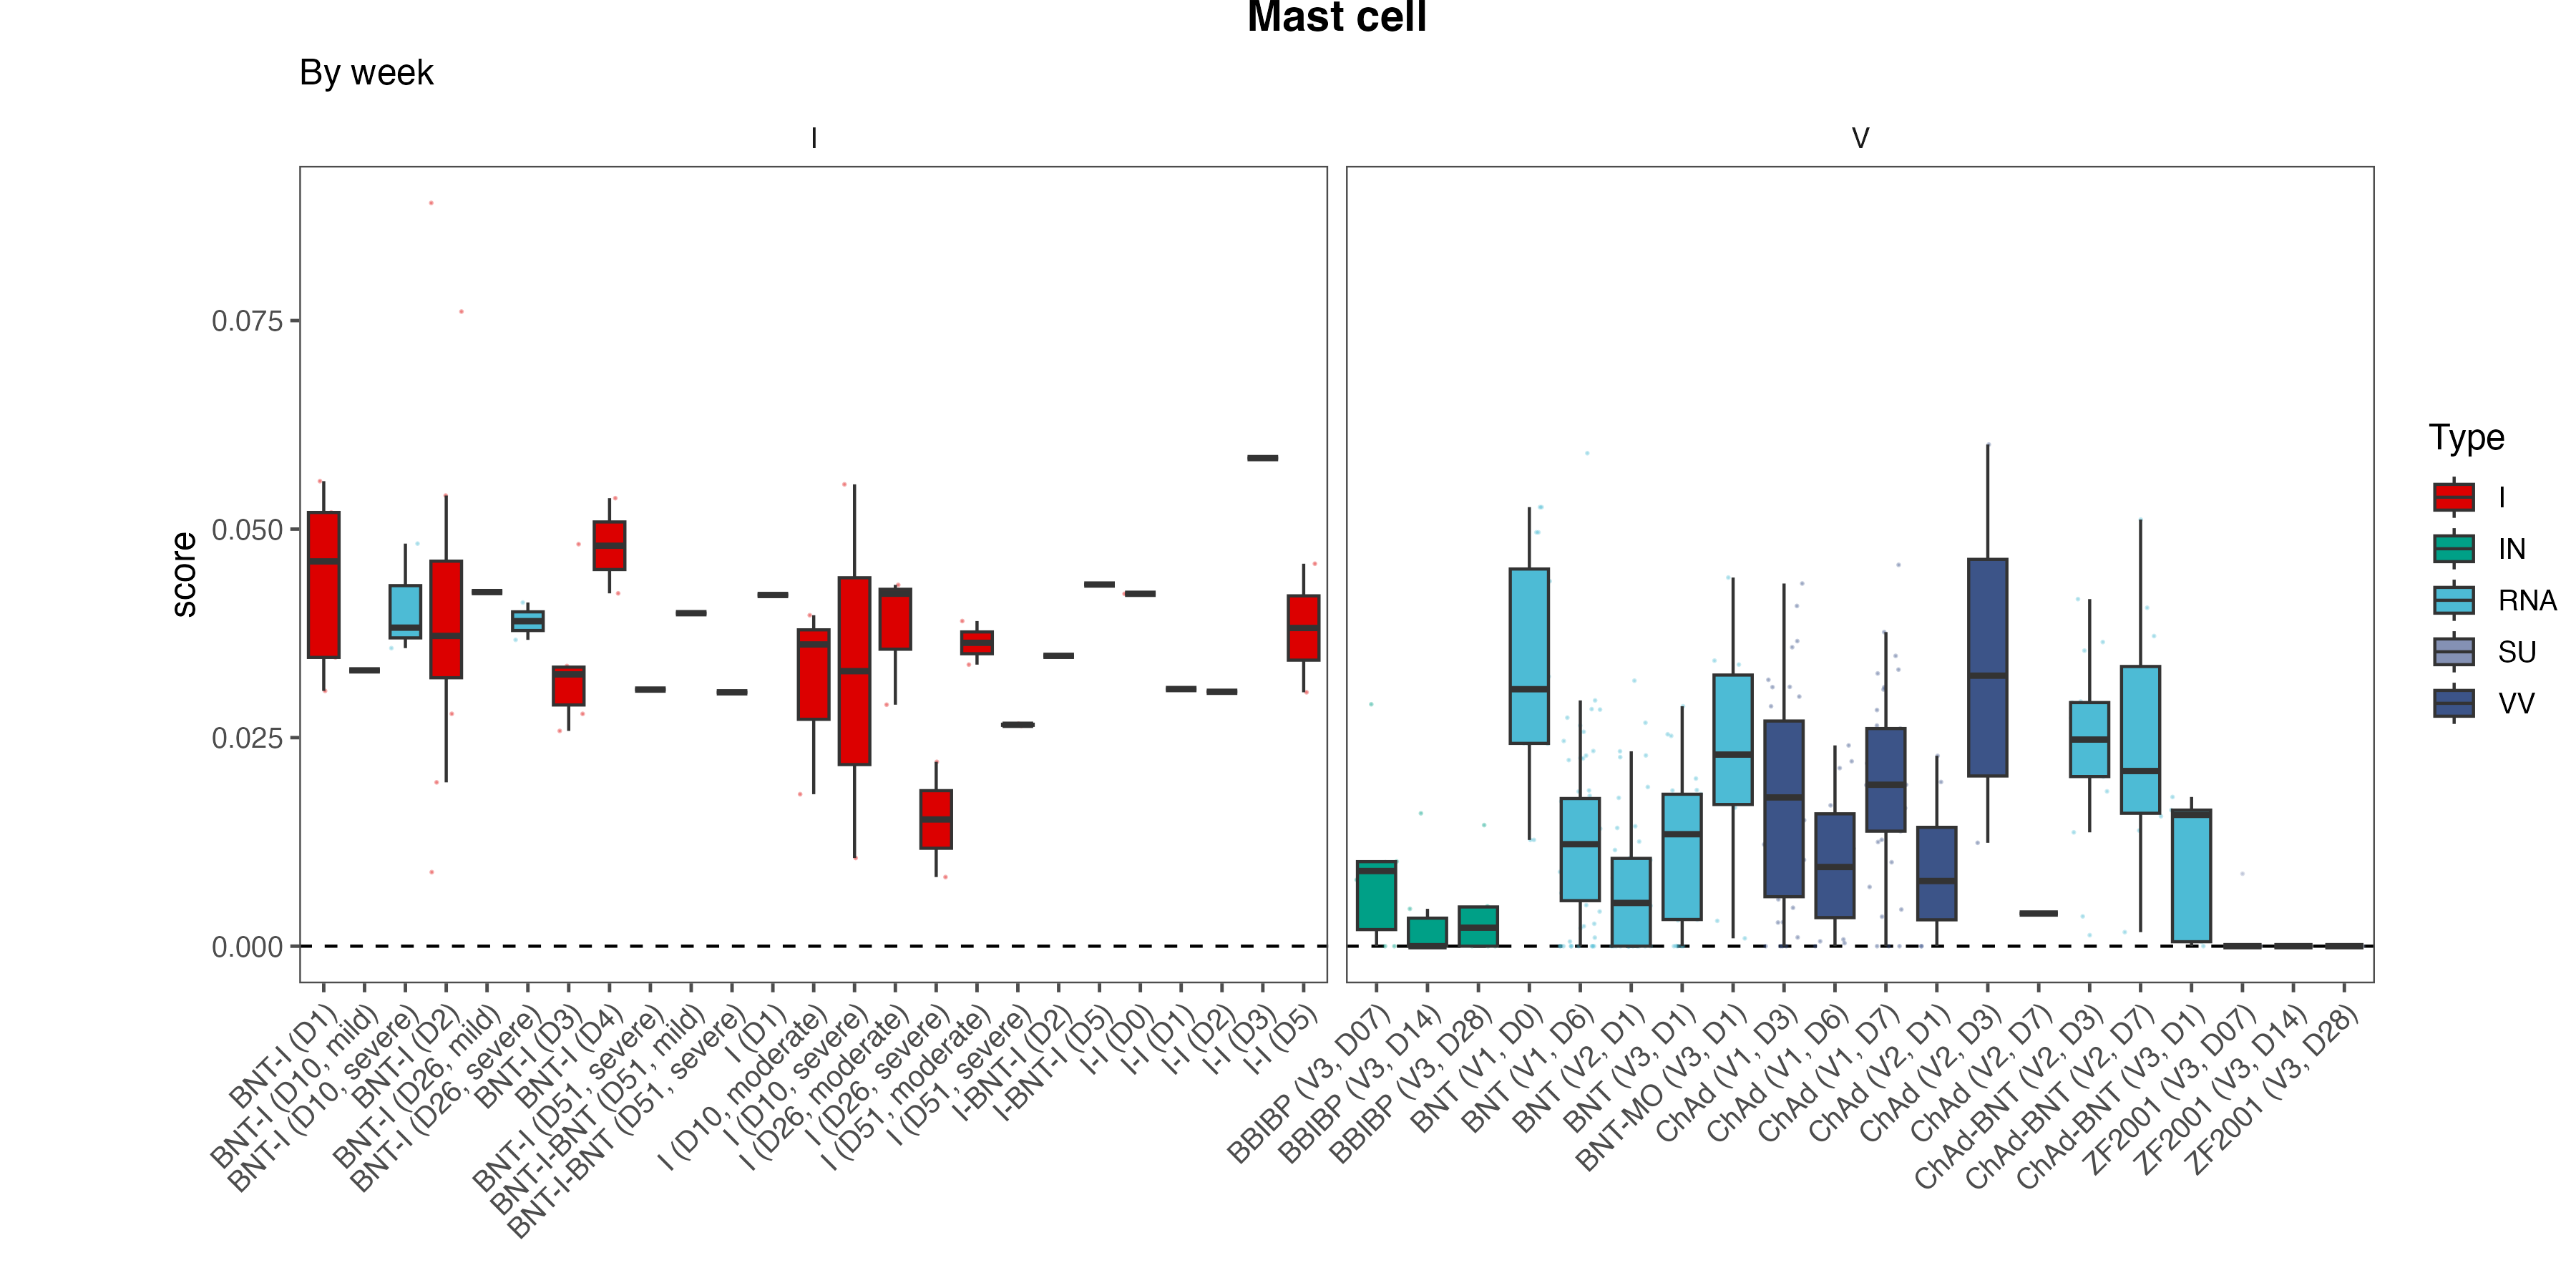 Mast cell
By week
I
V
score
0.075
0.050
0.025
0.000
BNT-I (D1)
BNT-I (D10, mild)
BNT-I (D10, severe)
BNT-I (D2)
BNT-I (D26, mild)
BNT-I (D26, severe)
BNT-I (D3)
BNT-I (D4)
BNT-I (D51, severe)
BNT-I-BNT (D51, mild)
BNT-I-BNT (D51, severe)
I (D1)
I (D10, moderate)
I (D10, severe)
I (D26, moderate)
I (D26, severe)
I (D51, moderate)
I (D51, severe)
I-BNT-I (D2)
I-BNT-I (D5)
I-I (D0)
I-I (D1)
I-I (D2)
I-I (D3)
I-I (D5)
BBIBP (V3, D07)
BBIBP (V3, D14)
BBIBP (V3, D28)
BNT (V1, D0)
BNT (V1, D6)
BNT (V2, D1)
BNT (V3, D1)
BNT-MO (V3, D1)
ChAd (V1, D3)
ChAd (V1, D6)
ChAd (V1, D7)
ChAd (V2, D1)
ChAd (V2, D3)
ChAd (V2, D7)
ChAd-BNT (V2, D3)
ChAd-BNT (V2, D7)
ChAd-BNT (V3, D1)
ZF2001 (V3, D07)
ZF2001 (V3, D14)
ZF2001 (V3, D28)
Type
I
IN
RNA
SU
VV